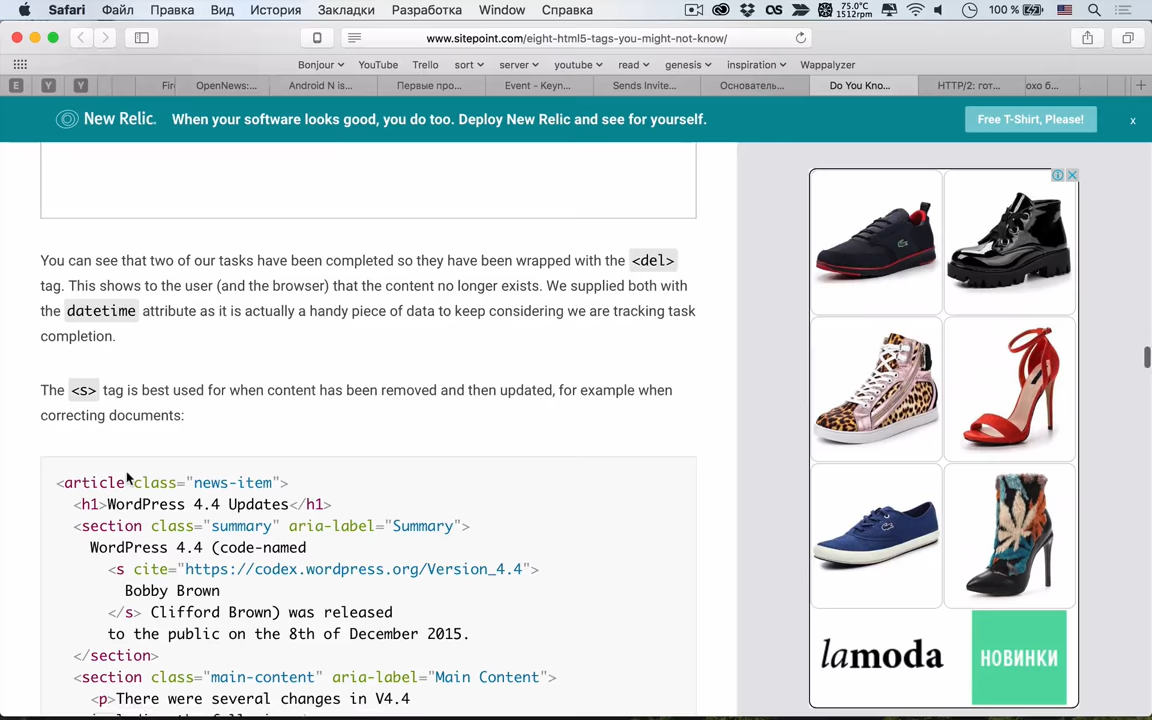 Safari Файл Правка Вид История Закладки Разработка Window Справка 75.0°C 1512rpm 100 %
www.sitepoint.com/eight-html5-tags-you-might-not-know/
Bonjour YouTube Trello sort server youtube read genesis inspiration Wappalyzer
E Y Y Fir OpenNews:... Android N is... Первые про... Event - Keyn... Sends Invite... Основатель... Do You Kno... HTTP/2: гот... охо б...
New Relic. When your software looks good, you do too. Deploy New Relic and see for yourself. Free T-Shirt, Please! x
You can see that two of our tasks have been completed so they have been wrapped with the <del>
tag. This shows to the user (and the browser) that the content no longer exists. We supplied both with
the datetime attribute as it is actually a handy piece of data to keep considering we are tracking task
completion.
The <s> tag is best used for when content has been removed and then updated, for example when
correcting documents:
<article class="news-item">
<h1>WordPress 4.4 Updates</h1>
<section class="summary" aria-label="Summary">
WordPress 4.4 (code-named
<s cite="https://codex.wordpress.org/Version_4.4">
Bobby Brown
</s> Clifford Brown) was released
to the public on the 8th of December 2015.
</section>
<section class="main-content" aria-label="Main Content">
<p>There were several changes in V4.4
lamoda НОВИНКИ